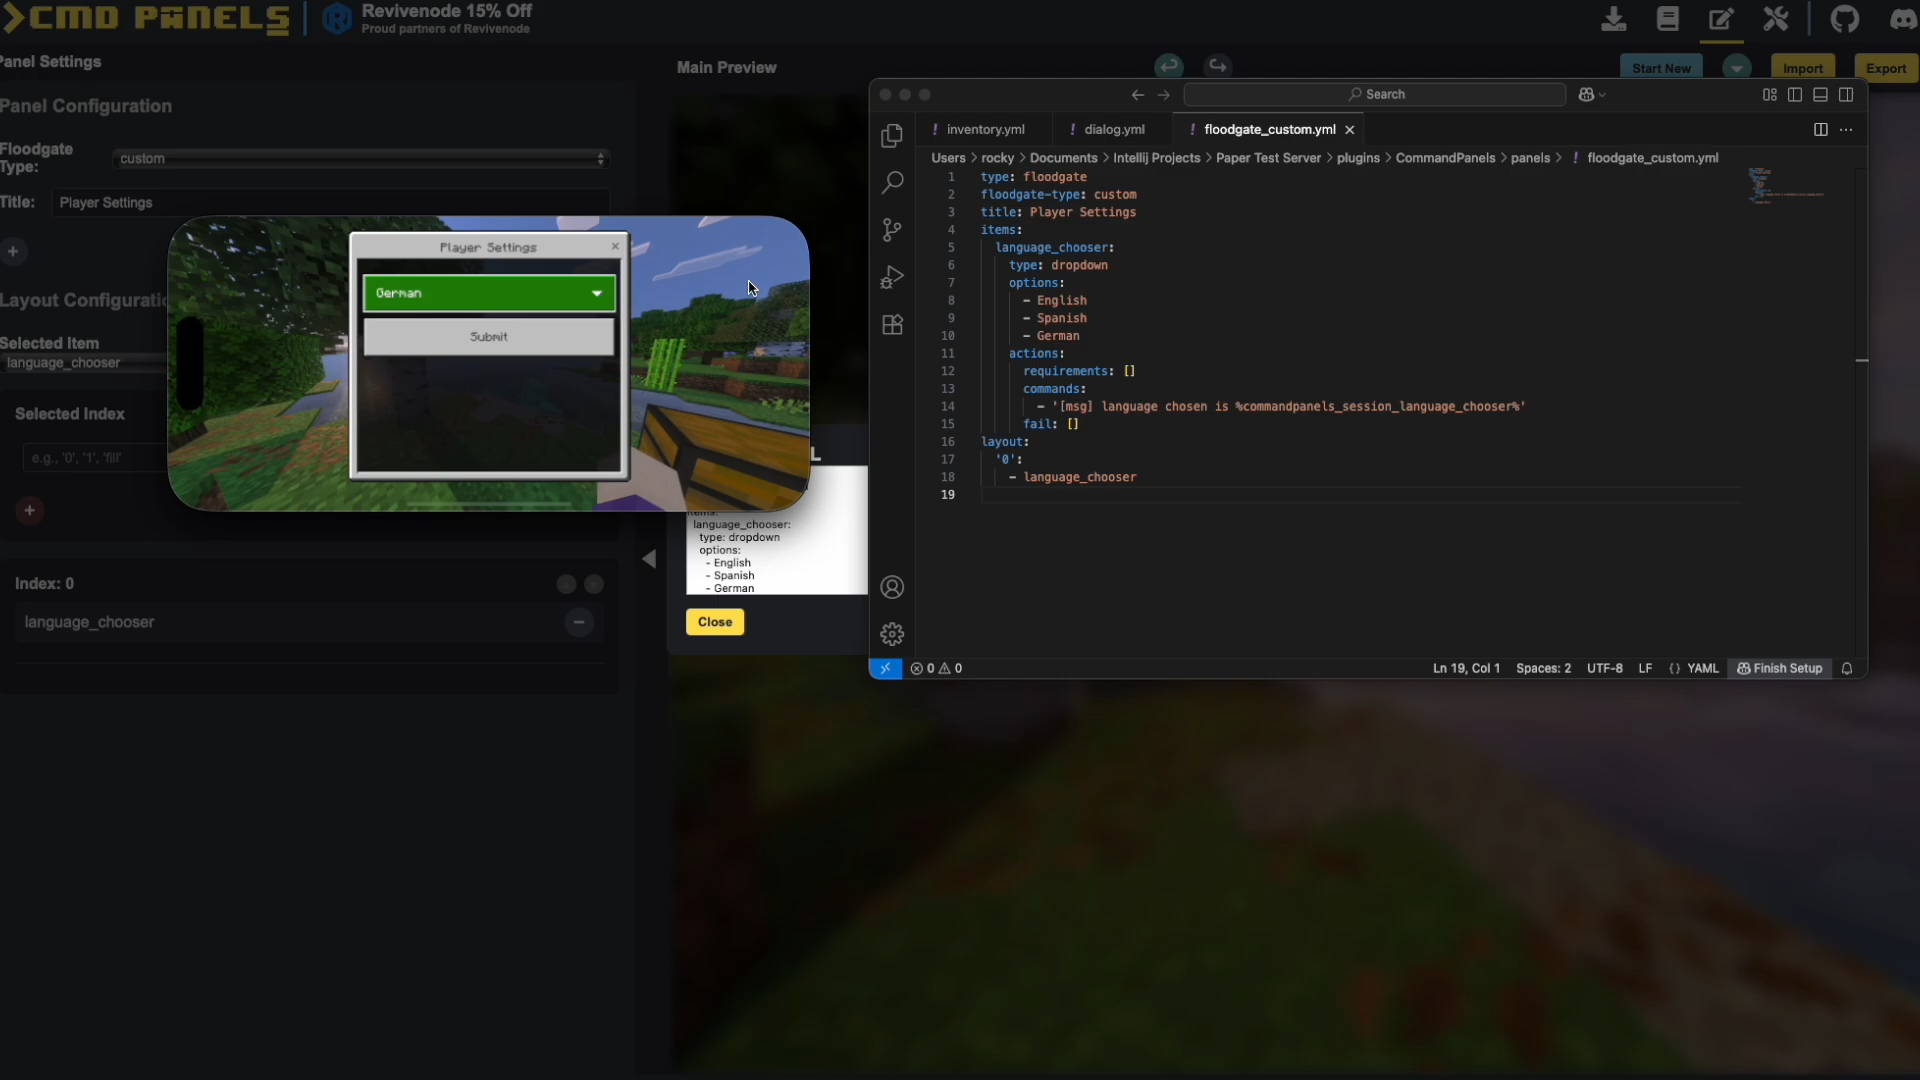 >CMD PANELS
Revivenode 15% Off
Proud partners of Revivenode
Panel Settings
Main Preview
Start New
Import
Export
Panel Configuration
Floodgate
Type:
custom
Title:
Player Settings
Layout Configuratio
Selected Item
language_chooser
Selected Index
e.g., '0', '1', 'fill'
Index: 0
language_chooser
Player Settings
German
Submit
L
items:
language_chooser:
type: dropdown
options:
- English
- Spanish
- German
Close
Search
inventory.yml
dialog.yml
floodgate_custom.yml
Users > rocky > Documents > Intellij Projects > Paper Test Server > plugins > CommandPanels > panels > ! floodgate_custom.yml
1 type: floodgate
2 floodgate-type: custom
3 title: Player Settings
4 items:
5 language_chooser:
6 type: dropdown
7 options:
8 - English
9 - Spanish
10 - German
11 actions:
12 requirements: []
13 commands:
14 - '[msg] language chosen is %commandpanels_session_language_chooser%'
15 fail: []
16 layout:
17 '0':
18 - language_chooser
19
0 0
Ln 19, Col 1
Spaces: 2
UTF-8
LF
{} YAML
Finish Setup